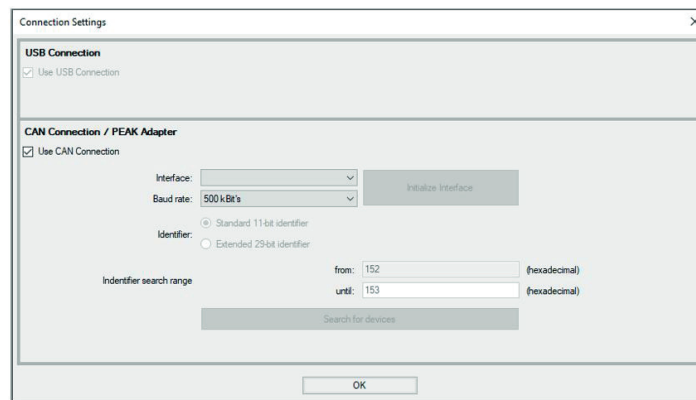 Connection Settings
USB Connection
Use USB Connection
CAN Connection / PEAK Adapter
Use CAN Connection
Interface:
Initialize Interface
Baud rate: 500 kBit's
Identifier: Standard 11-bit identifier
Extended 29-bit identifier
Indentifier search range
from: 152 (hexadecimal)
until: 153 (hexadecimal)
Search for devices
OK